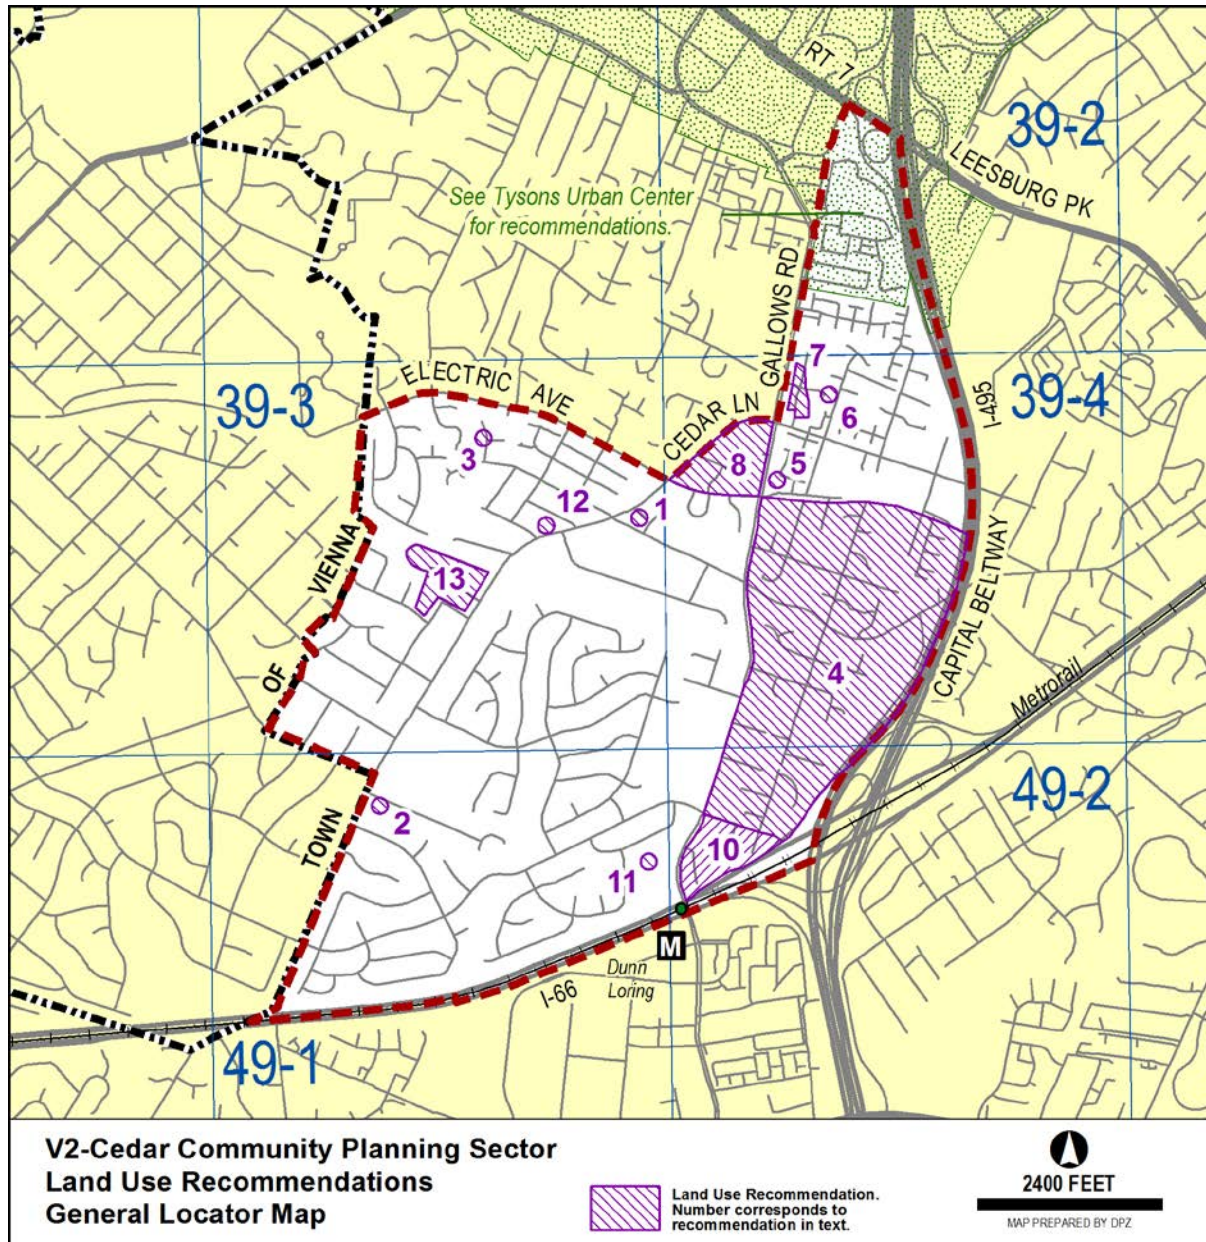 RT 7
39-2
LEESBURG PK
See Tysons Urban Center
for recommendations.
GALLOWS RD
39-3
ELECTRIC AVE
CEDAR LN
7
6
I-495
39-4
3
8
5
12
1
VIENNA
13
OF
4
CAPITAL BELTWAY
Metrorail
49-2
2
TOWN
10
11
M
Dunn
Loring
I-66
49-1
V2-Cedar Community Planning Sector
Land Use Recommendations
General Locator Map
Land Use Recommendation.
Number corresponds to
recommendation in text.
2400 FEET
MAP PREPARED BY DPZ